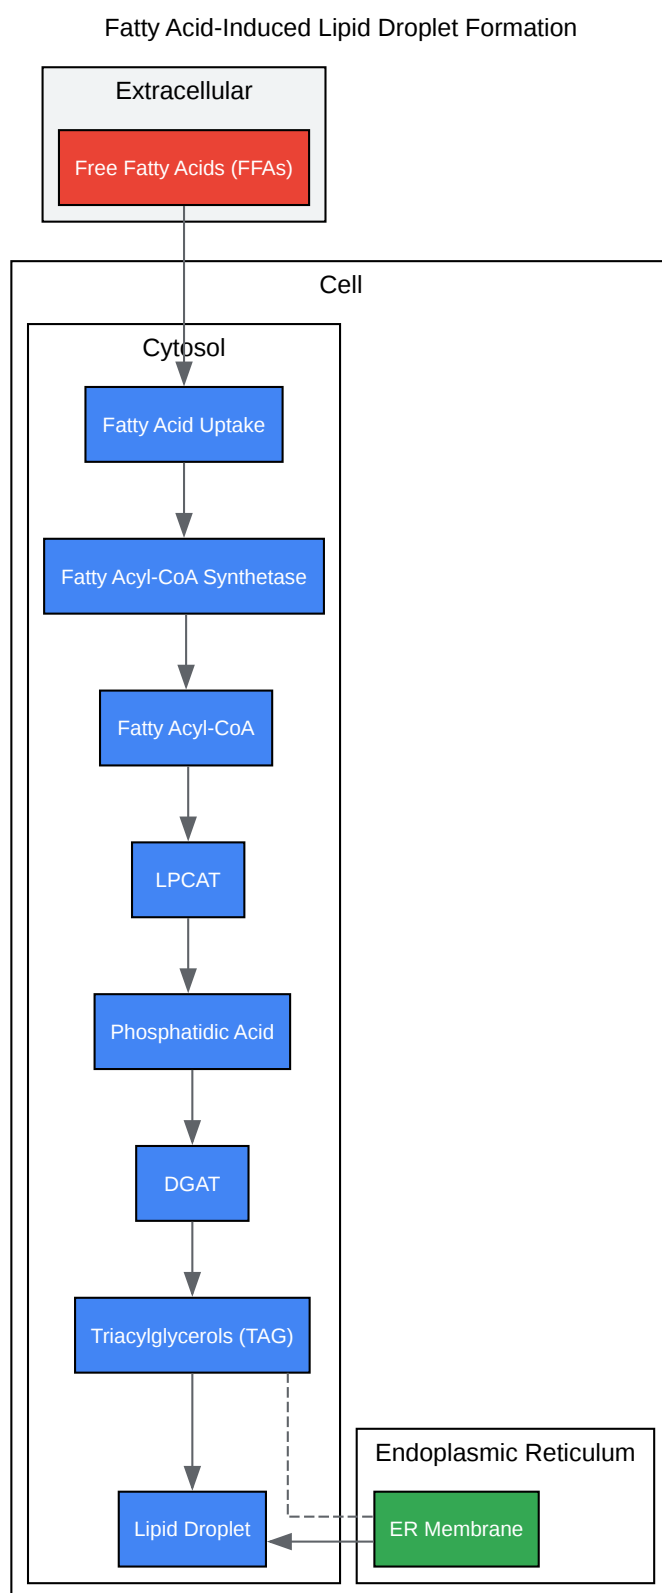 Fatty Acid-Induced Lipid Droplet Formation
Extracellular
Free Fatty Acids (FFAs)
Cell
Cytosol
Fatty Acid Uptake
Fatty Acyl-CoA Synthetase
Fatty Acyl-CoA
LPCAT
Phosphatidic Acid
DGAT
Triacylglycerols (TAG)
Endoplasmic Reticulum
Lipid Droplet
ER Membrane